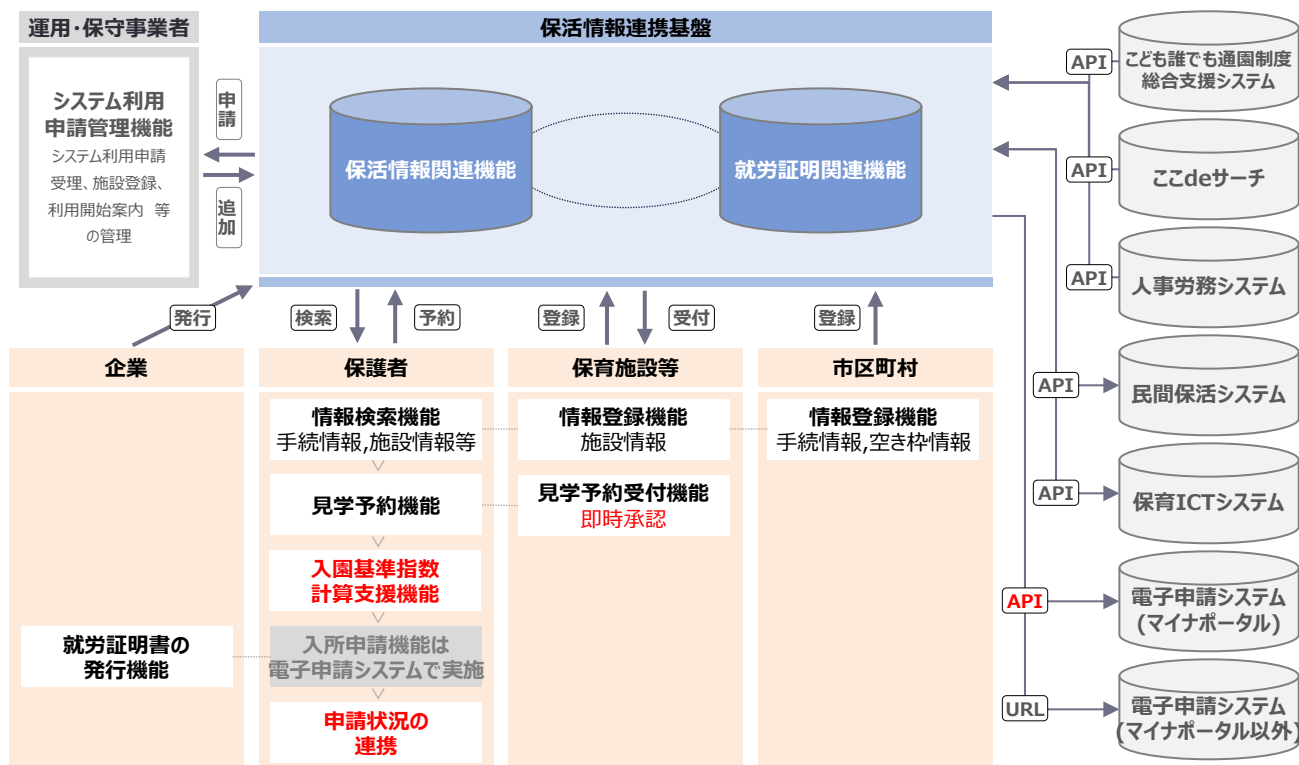 運用・保守事業者
システム利用
申請管理機能
システム利用申請
受理、施設登録、
利用開始案内 等
の管理
申請
追加
保活情報連携基盤
保活情報関連機能
就労証明関連機能
発行
検索
予約
登録
受付
登録
企業
就労証明書の
発行機能
保護者
情報検索機能
手続情報,施設情報等
見学予約機能
入園基準指数
計算支援機能
入所申請機能は
電子申請システムで実施
申請状況の
連携
保育施設等
情報登録機能
施設情報
見学予約受付機能
即時承認
市区町村
情報登録機能
手続情報,空き枠情報
API
こども誰でも通園制度
総合支援システム
API
ここdeサーチ
API
人事労務システム
API
民間保活システム
API
保育ICTシステム
API
電子申請システム
(マイナポータル)
URL
電子申請システム
(マイナポータル以外)